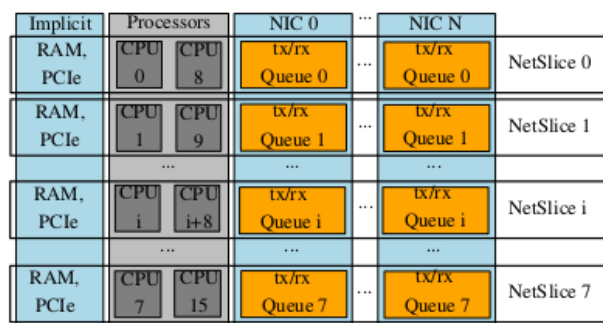 Implicit Processors NIC 0 ... NIC N
RAM, CPU CPU tx/rx tx/rx
PCIe 0 8 Queue 0 ... Queue 0 NetSlice 0
RAM, CPU CPU tx/rx tx/rx
PCIe 1 9 Queue 1 ... Queue 1 NetSlice 1
... ... ...
RAM, CPU CPU tx/rx tx/rx
PCIe i i+8 Queue i ... Queue i NetSlice i
... ... ...
RAM, CPU CPU tx/rx tx/rx
PCIe 7 15 Queue 7 ... Queue 7 NetSlice 7